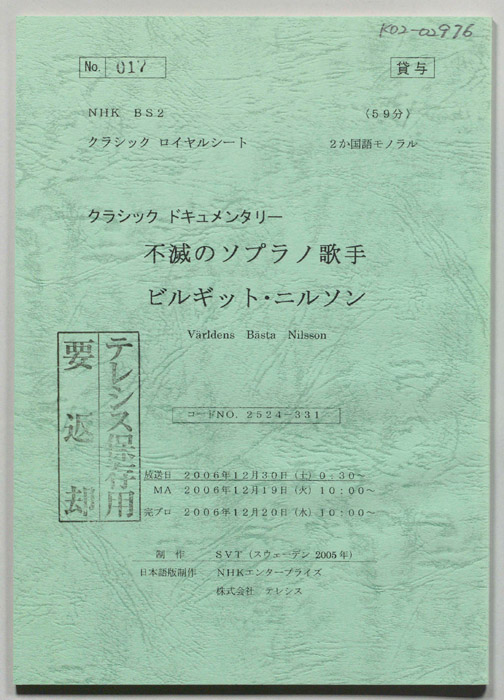 K02-02976
No. 017
貸与
NHK BS2 (59分)
クラシック ロイヤルシート 2か国語モノラル
クラシック ドキュメンタリー
不滅のソプラノ歌手
ビルギット・ニルソン
Världens Bästa Nilsson
コードNO. 2524-331
テレシス保存用
要返却
放送日 2006年12月30日(土)0:30～
MA 2006年12月19日(火)10:00～
完プロ 2006年12月20日(水)10:00～
制作 SVT(スウェーデン 2005年)
日本語版制作 NHKエンタープライズ
株式会社 テレシス